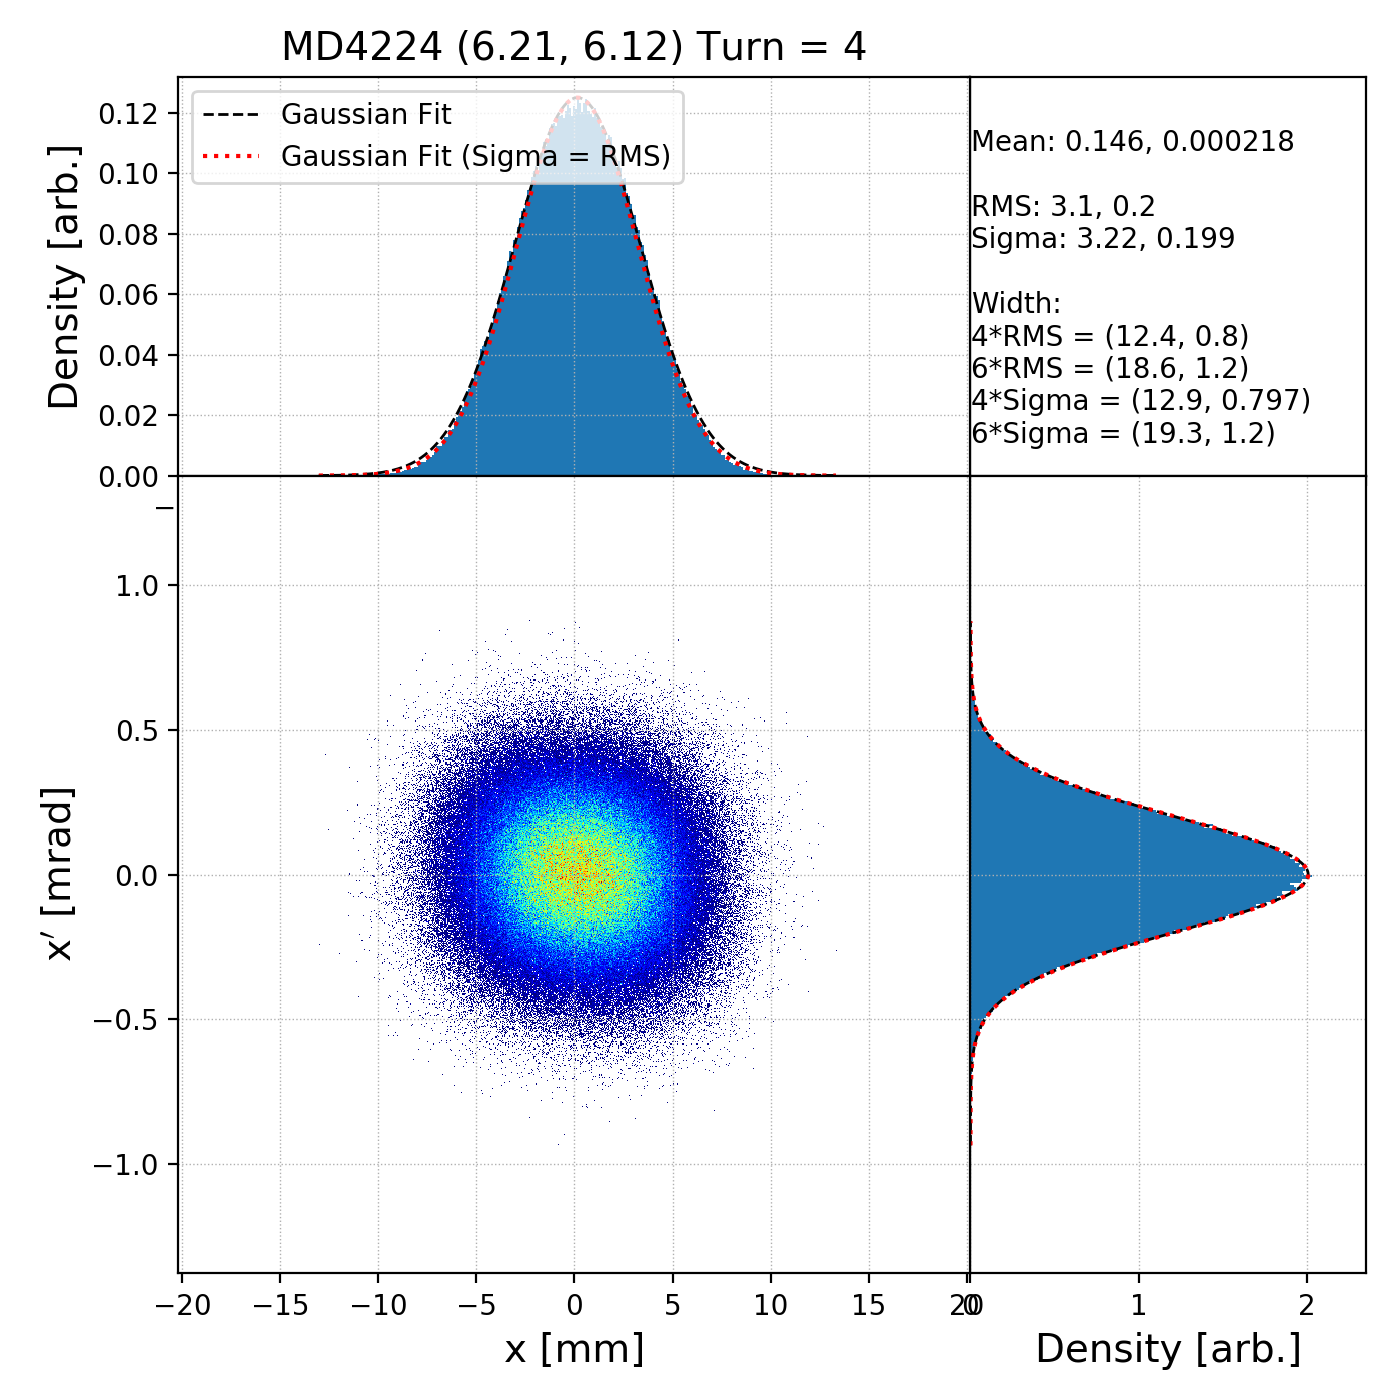 MD4224 (6.21, 6.12) Turn = 4
Gaussian Fit
Gaussian Fit (Sigma = RMS)
Density [arb.]
0.12
0.10
0.08
0.06
0.04
0.02
0.00
Mean: 0.146, 0.000218
RMS: 3.1, 0.2
Sigma: 3.22, 0.199
Width:
4*RMS = (12.4, 0.8)
6*RMS = (18.6, 1.2)
4*Sigma = (12.9, 0.797)
6*Sigma = (19.3, 1.2)
x′ [mrad]
−
1.0
0.5
0.0
−0.5
−1.0
−20 −15 −10 −5 0 5 10 15 20
x [mm]
0 1 2
Density [arb.]